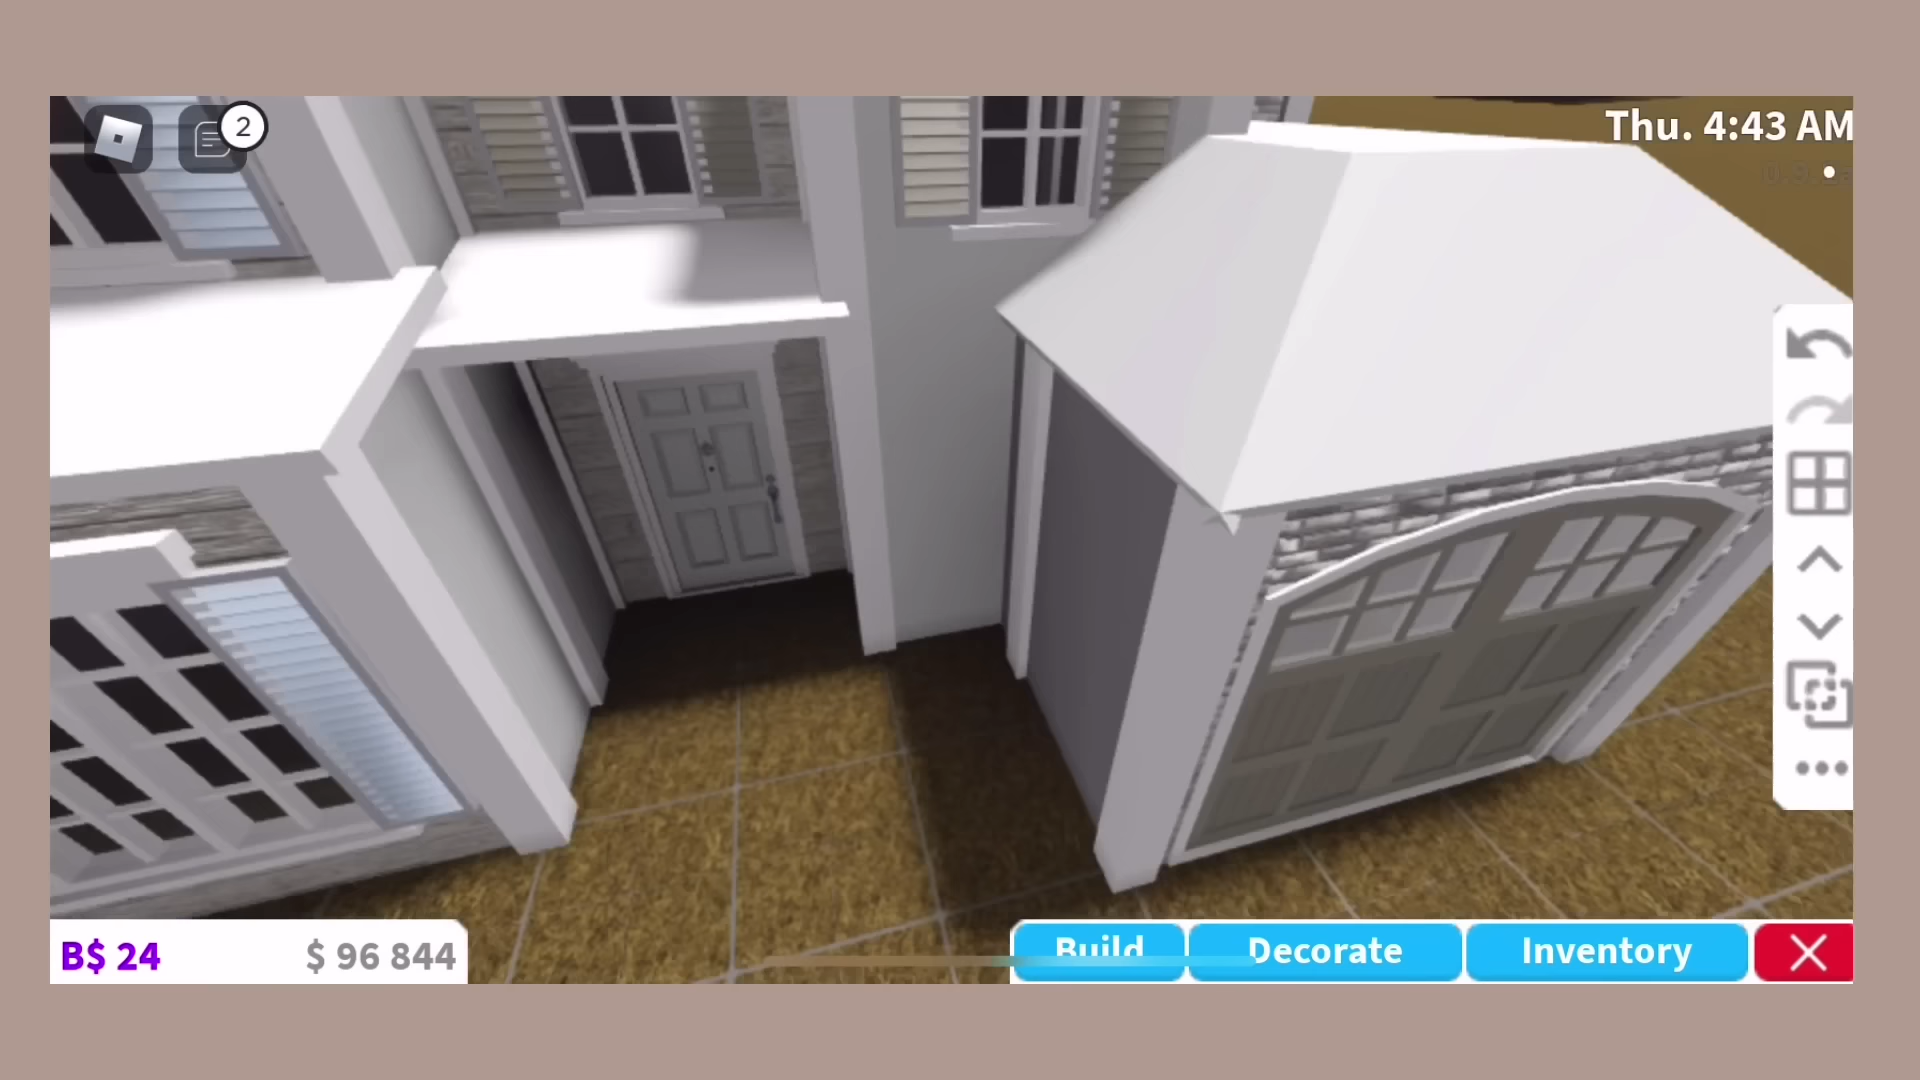 2
Thu. 4:43 AM
B$ 24
$ 96 844
Build
Decorate
Inventory